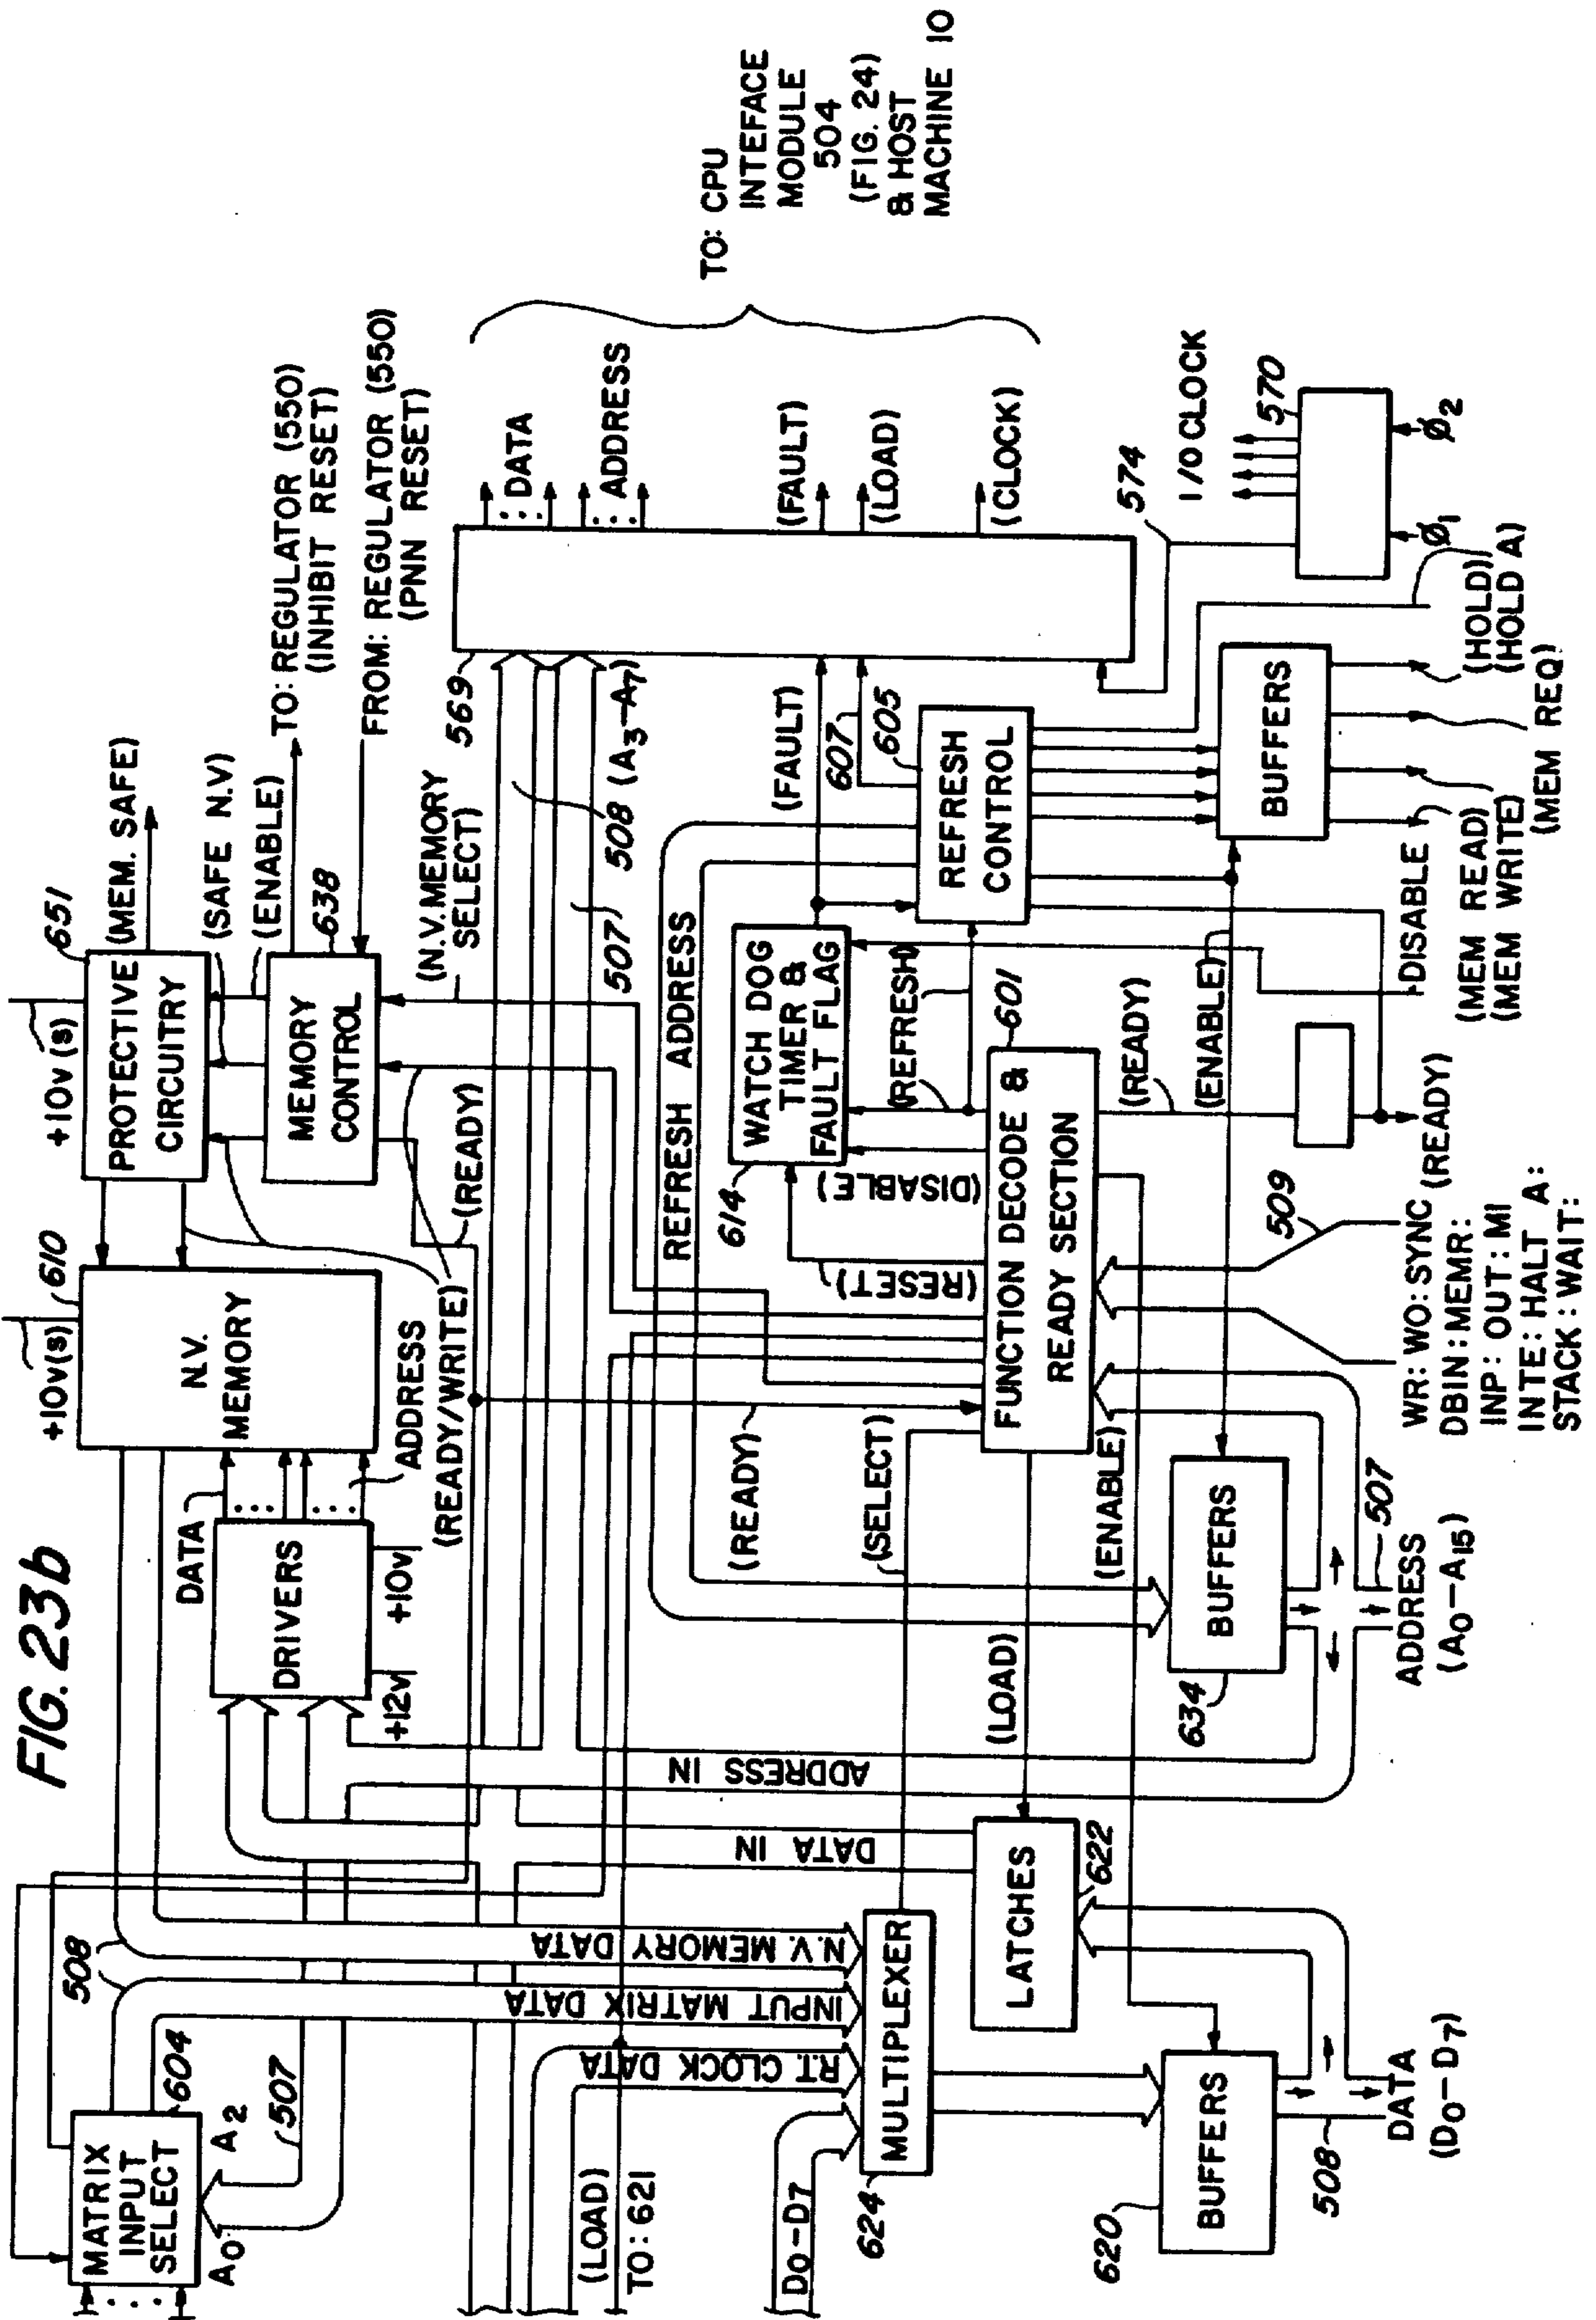 FIG. 23b
MATRIX
INPUT
SELECT
604
A0
A2
507
508
+10v(s)
610
N.V.
MEMORY
DATA
DRIVERS
+12v
+10v
ADDRESS
(READY/WRITE)
+10v(s)
651
PROTECTIVE
CIRCUITRY
(MEM. SAFE)
(SAFE N.V)
(ENABLE)
638
MEMORY
CONTROL
TO: REGULATOR (550)
(INHIBIT RESET)
FROM: REGULATOR (550)
(PNN RESET)
(READY)
(N.V. MEMORY
SELECT)
569
508 (A3-A7)
507
DATA
ADDRESS
(FAULT)
(LOAD)
(CLOCK)
TO: CPU
INTEFACE
MODULE
504
(FIG. 24)
& HOST
MACHINE 10
(LOAD)
TO: 621
D0-D7
R.T. CLOCK DATA
INPUT MATRIX DATA
N.V. MEMORY DATA
DATA IN
ADDRESS IN
REFRESH ADDRESS
(READY)
(SELECT)
(RESET)
(DISABLE)
614
WATCH DOG
TIMER &
FAULT FLAG
(REFRESH)
(FAULT)
607
605
REFRESH
CONTROL
574
I/O CLOCK
570
Ø1
Ø2
624
MULTIPLEXER
LATCHES
622
(LOAD)
(ENABLE)
601
FUNCTION DECODE &
READY SECTION
(READY)
(ENABLE)
BUFFERS
(HOLD)
(HOLD A)
(MEM REQ)
DISABLE
(MEM READ)
(MEM WRITE)
620
BUFFERS
508
DATA
(D0-D7)
634
BUFFERS
507
ADDRESS
(A0-A15)
509
(READY)
WR: WO: SYNC
DBIN: MEMR:
INP: OUT: MI
INTE: HALT A:
STACK: WAIT: